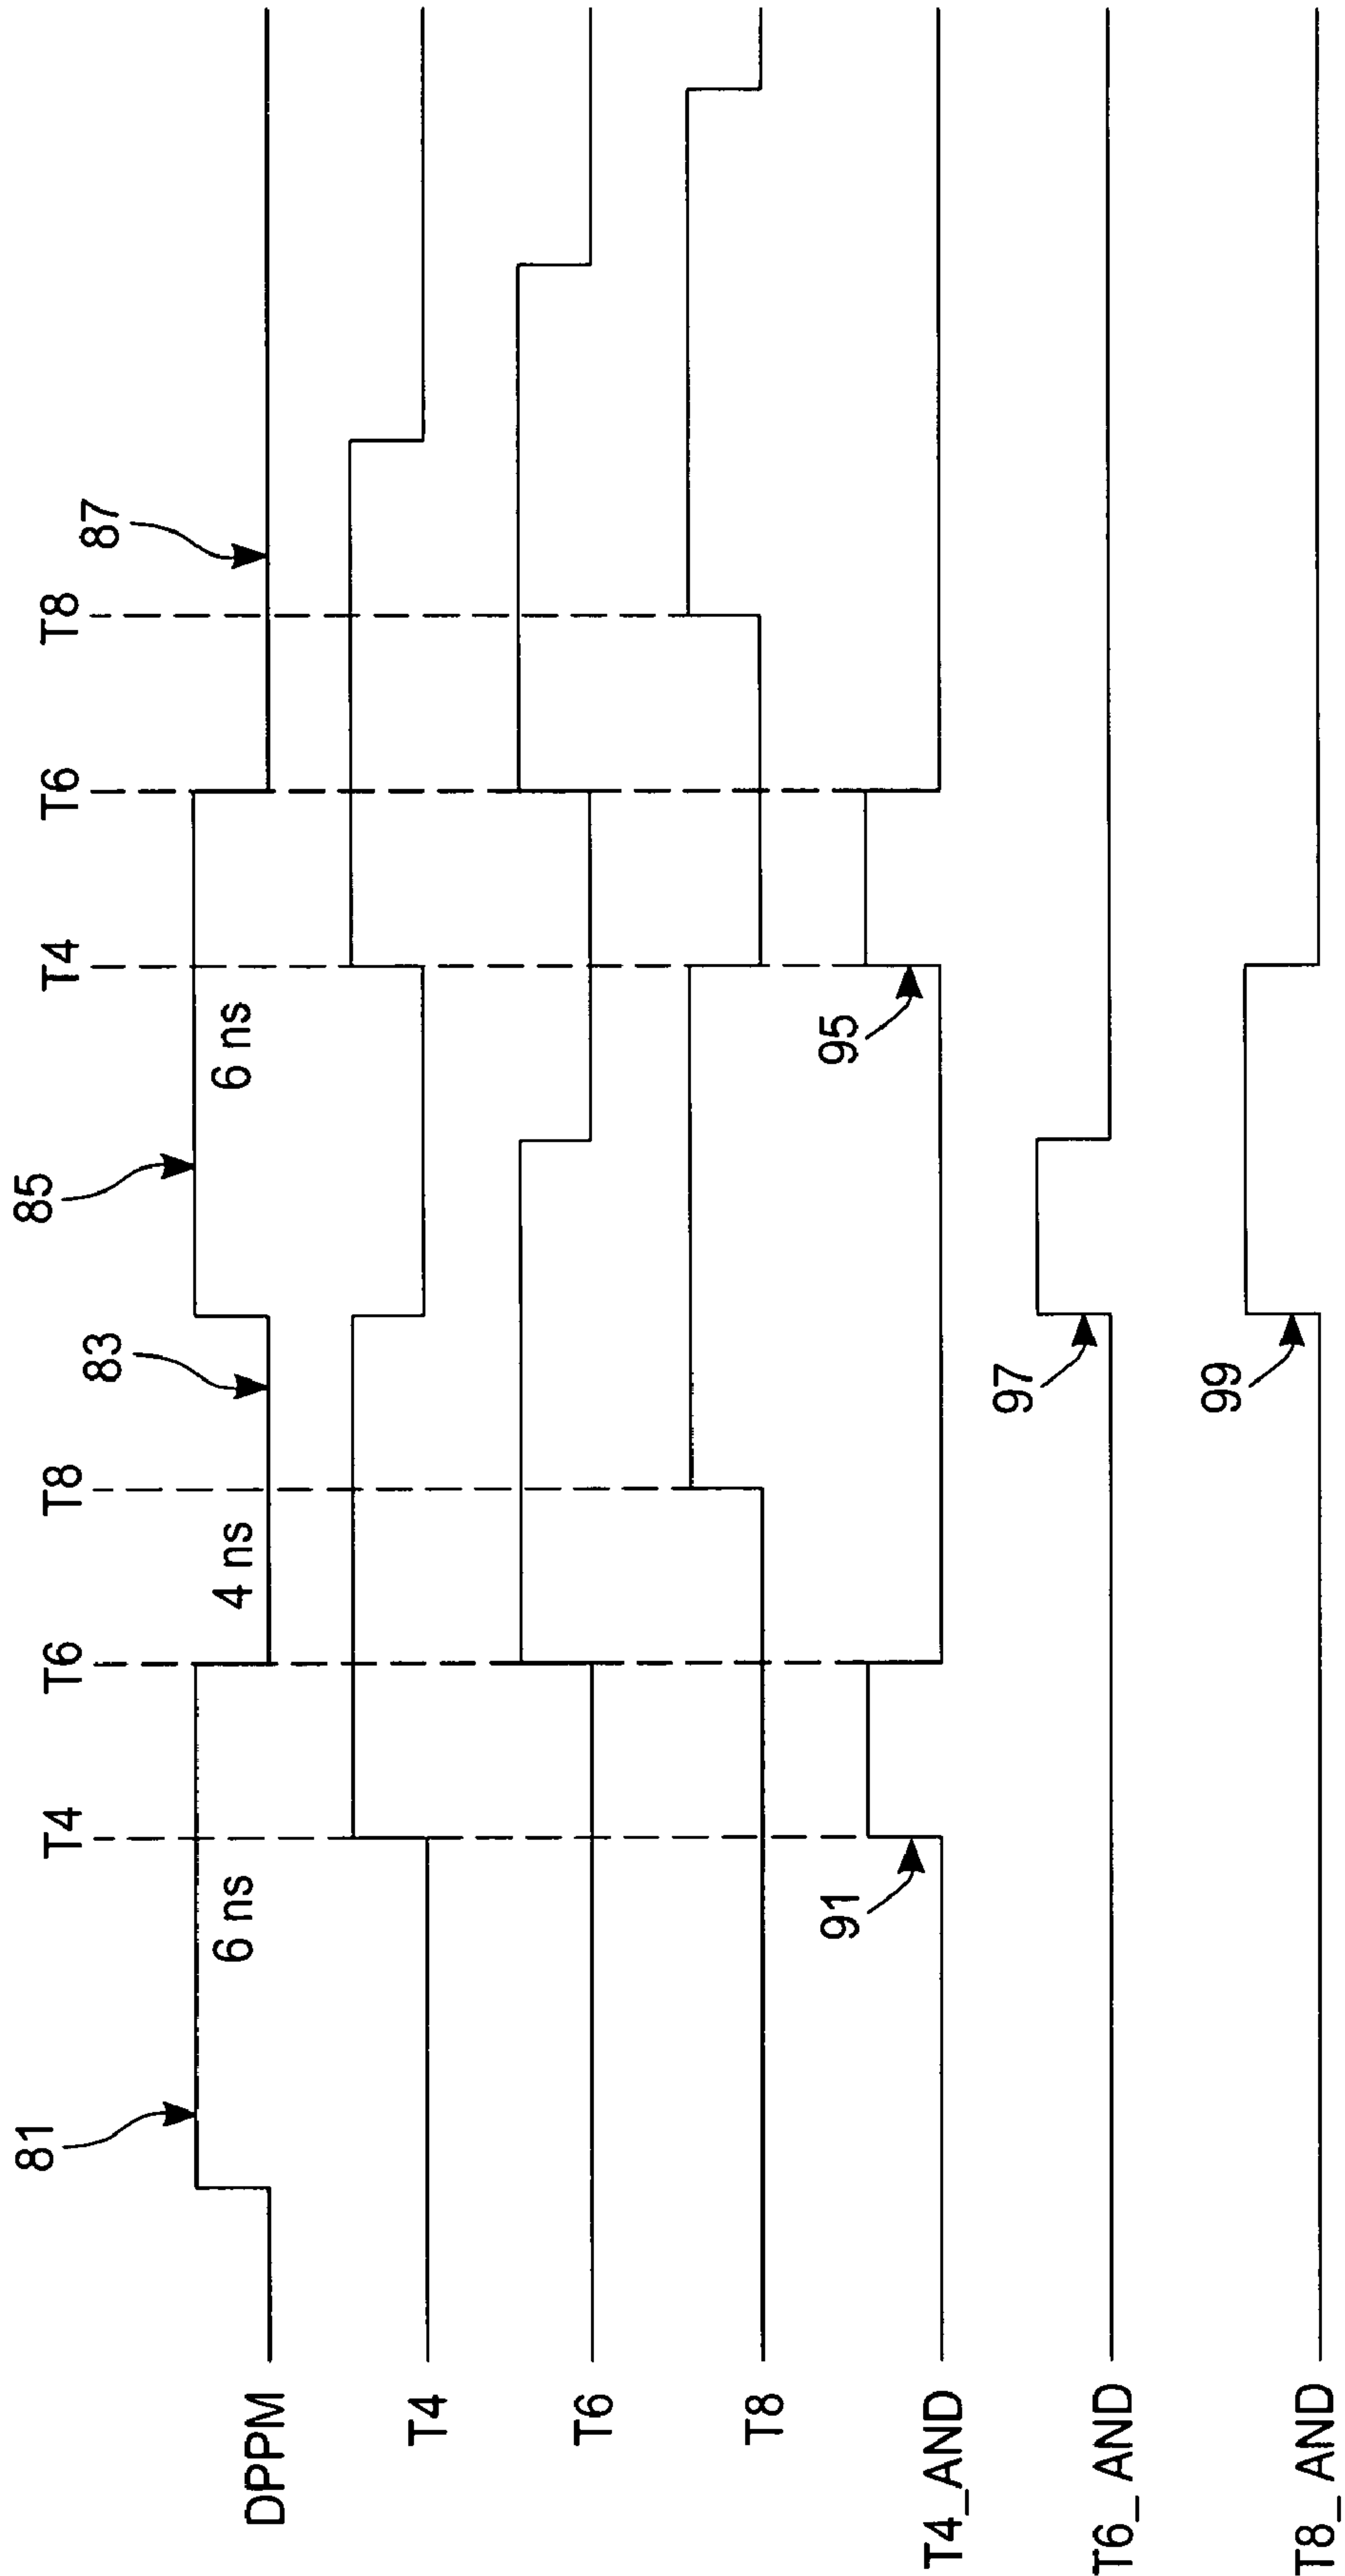 81
83
85
87
T4
T6
T8
T4
T6
T8
DPPM
6 ns
4 ns
6 ns
T4
T6
T8
T4_AND
91
95
T6_AND
97
T8_AND
99